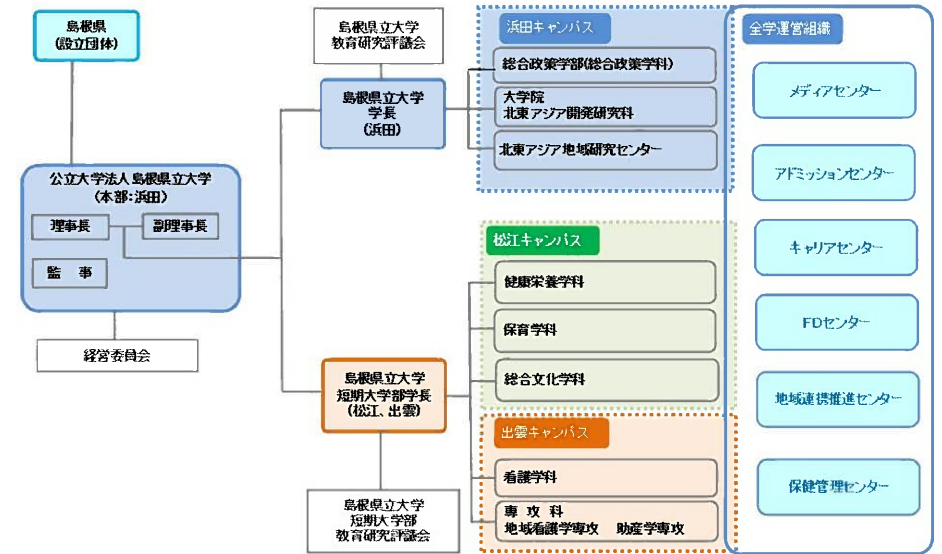 島根県
(設立団体)
公立大学法人島根県立大学
(本部:浜田)
理事長
副理事長
監 事
経営委員会
島根県立大学
教育研究評議会
島根県立大学
学長
(浜田)
島根県立大学
短期大学部学長
(松江、出雲)
島根県立大学
短期大学部
教育研究評議会
浜田キャンパス
総合政策学部(総合政策学科)
大学院
北東アジア開発研究科
北東アジア地域研究センター
松江キャンパス
健康栄養学科
保育学科
総合文化学科
出雲キャンパス
看護学科
専 攻 科
地域看護学専攻 助産学専攻
全学運営組織
メディアセンター
アドミッションセンター
キャリアセンター
FDセンター
地域連携推進センター
保健管理センター